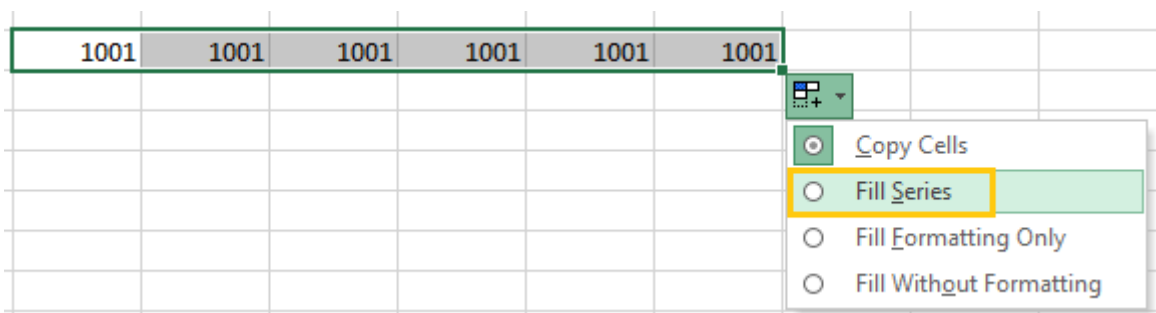 1001 1001 1001 1001 1001 1001
Copy Cells
Fill Series
Fill Formatting Only
Fill Without Formatting